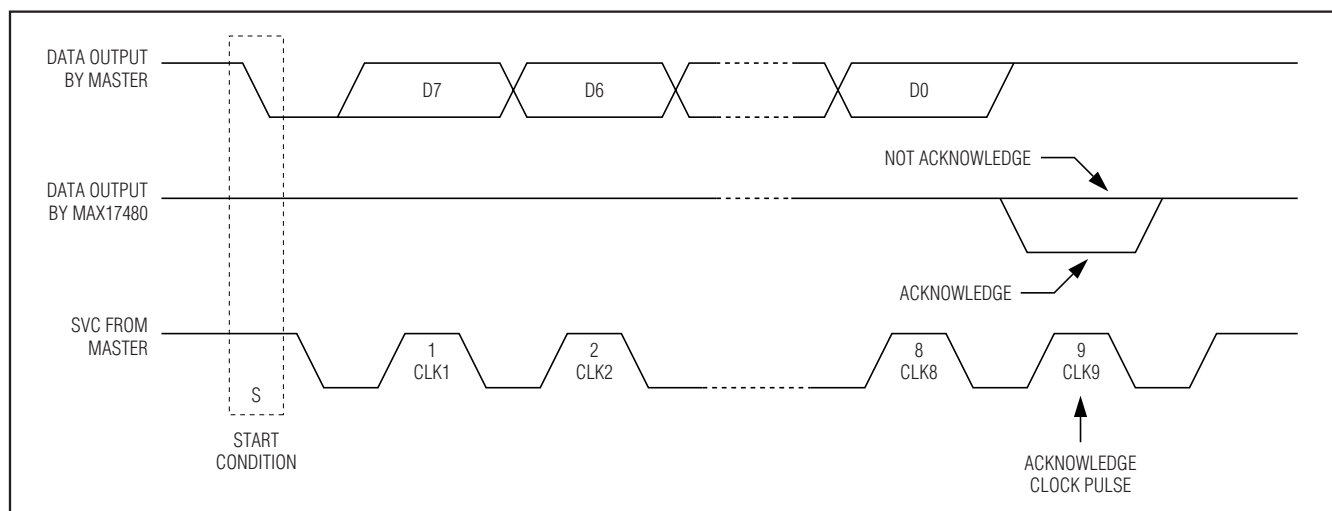 DATA OUTPUT
BY MASTER
D7
D6
D0
NOT ACKNOWLEDGE
DATA OUTPUT
BY MAX17480
ACKNOWLEDGE
SVC FROM
MASTER
1
CLK1
2
CLK2
8
CLK8
9
CLK9
S
START
CONDITION
ACKNOWLEDGE
CLOCK PULSE